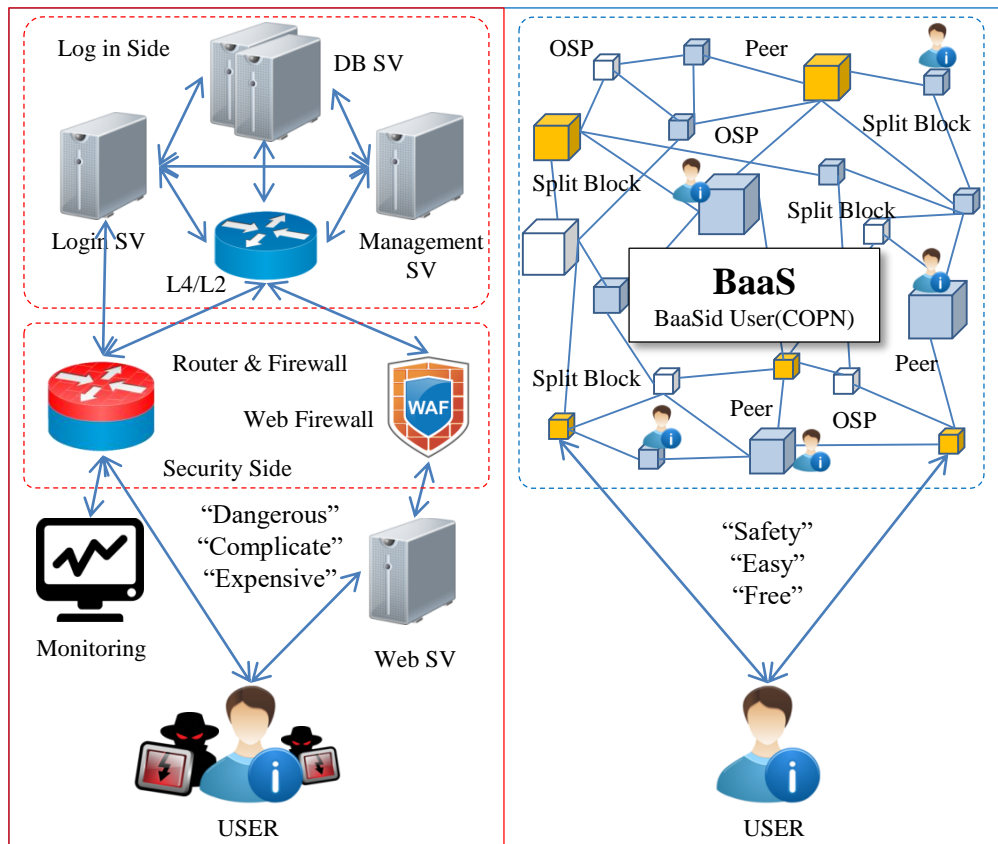 Log in Side
DB SV
Login SV
Management
SV
L4/L2
Router & Firewall
Web Firewall
WAF
Security Side
“Dangerous”
“Complicate”
“Expensive”
Monitoring
Web SV
i
USER
OSP
Peer
i
OSP
Split Block
Split Block
i
Split Block
BaaS
BaaSid User(COPN)
i
Peer
Split Block
Peer
OSP
i
i
“Safety”
“Easy”
“Free”
i
USER